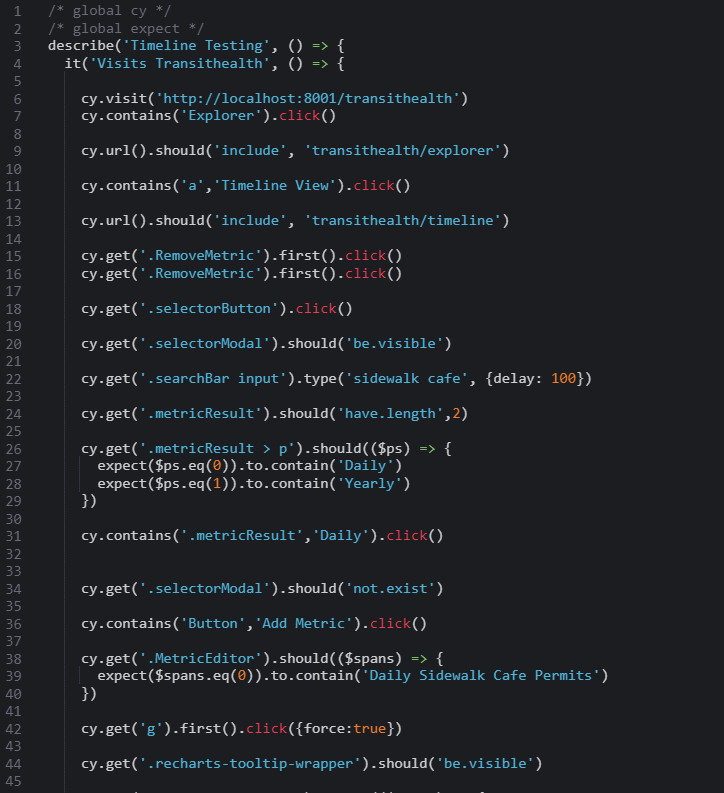 1 /* global cy */
2 /* global expect */
3 describe('Timeline Testing', () => {
4 it('Visits Transithealth', () => {
5
6 cy.visit('http://localhost:8001/transithealth')
7 cy.contains('Explorer').click()
8
9 cy.url().should('include', 'transithealth/explorer')
10
11 cy.contains('a','Timeline View').click()
12
13 cy.url().should('include', 'transithealth/timeline')
14
15 cy.get('.RemoveMetric').first().click()
16 cy.get('.RemoveMetric').first().click()
17
18 cy.get('.selectorButton').click()
19
20 cy.get('.selectorModal').should('be.visible')
21
22 cy.get('.searchBar input').type('sidewalk cafe', {delay: 100})
23
24 cy.get('.metricResult').should('have.length',2)
25
26 cy.get('.metricResult > p').should(($ps) => {
27 expect($ps.eq(0)).to.contain('Daily')
28 expect($ps.eq(1)).to.contain('Yearly')
29 })
30
31 cy.contains('.metricResult','Daily').click()
32
33
34 cy.get('.selectorModal').should('not.exist')
35
36 cy.contains('Button','Add Metric').click()
37
38 cy.get('.MetricEditor').should(($spans) => {
39 expect($spans.eq(0)).to.contain('Daily Sidewalk Cafe Permits')
40 })
41
42 cy.get('g').first().click({force:true})
43
44 cy.get('.recharts-tooltip-wrapper').should('be.visible')
45